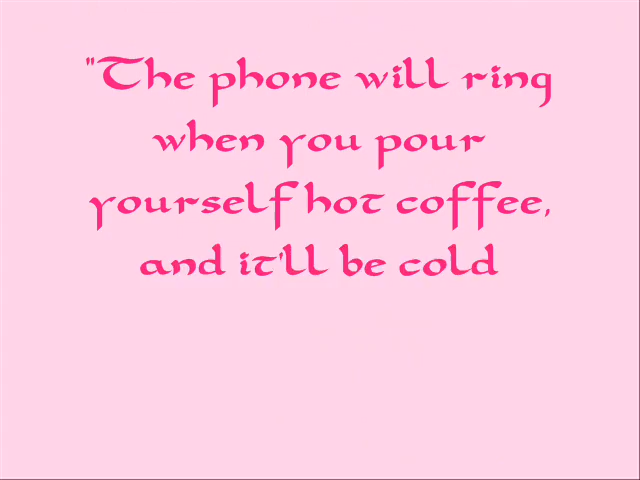 "The phone will ring
when you pour
yourself hot coffee,
and it'll be cold